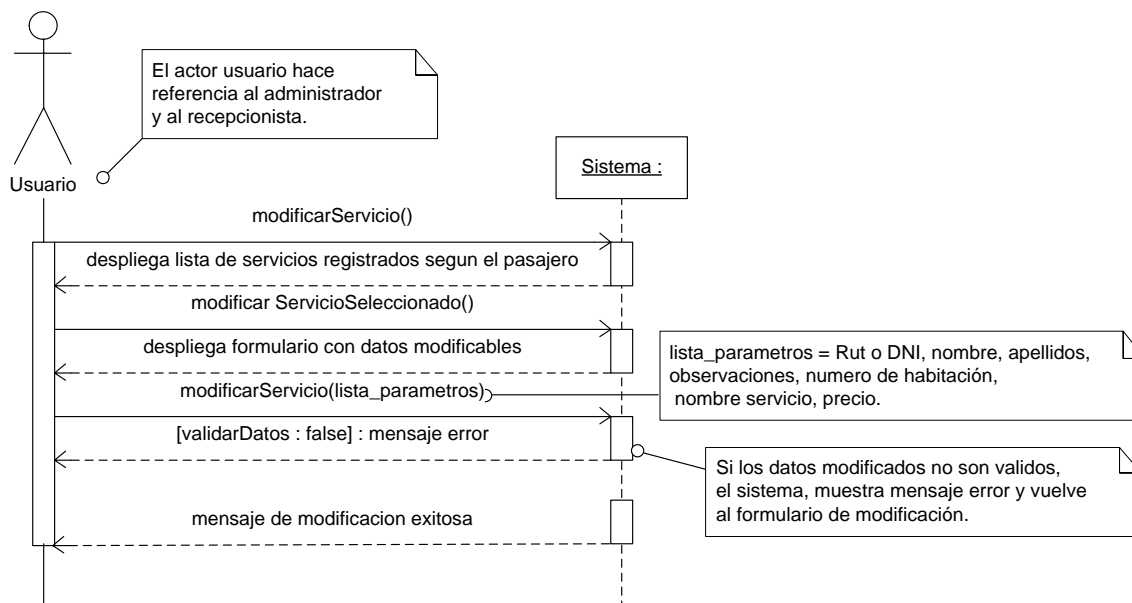 El actor usuario hace
referencia al administrador
y al recepcionista.
Usuario
Sistema :
modificarServicio()
despliega lista de servicios registrados segun el pasajero
modificar ServicioSeleccionado()
despliega formulario con datos modificables
lista_parametros = Rut o DNI, nombre, apellidos,
observaciones, numero de habitación,
nombre servicio, precio.
modificarServicio(lista_parametros)
[validarDatos : false] : mensaje error
Si los datos modificados no son validos,
el sistema, muestra mensaje error y vuelve
al formulario de modificación.
mensaje de modificacion exitosa